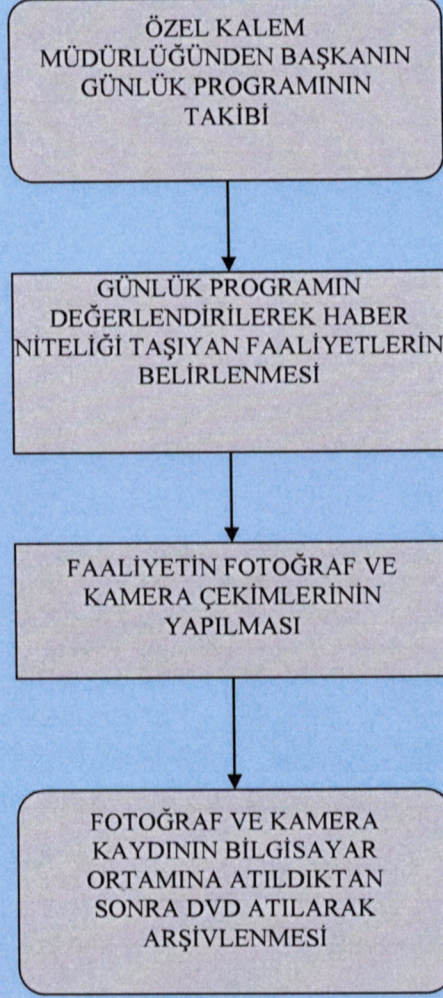 ÖZEL KALEM
MÜDÜRLÜĞÜNDEN BAŞKANIN
GÜNLÜK PROGRAMININ
TAKİBİ
GÜNLÜK PROGRAMIN
DEĞERLENDİRİLEREK HABER
NİTELİĞİ TAŞIYAN FAALİYETLERİN
BELİRLENMESİ
FAALİYETİN FOTOĞRAF VE
KAMERA ÇEKİMLERİNİN
YAPILMASI
FOTOĞRAF VE KAMERA
KAYDININ BİLGİSAYAR
ORTAMINA ATILDIKTAN
SONRA DVD ATILARAK
ARŞİVLENMESİ